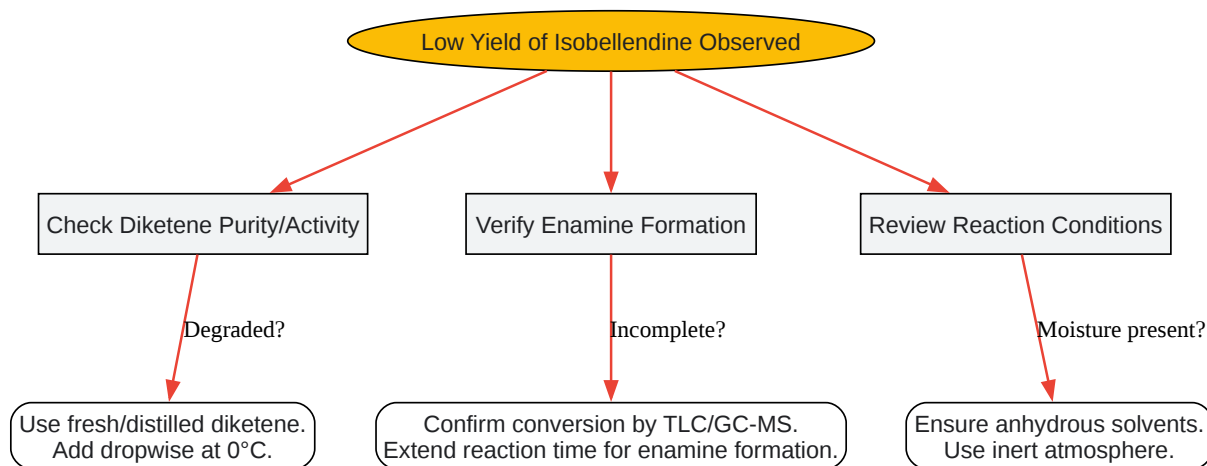 Low Yield of Isobellendine Observed
Check Diketene Purity/Activity
Verify Enamine Formation
Review Reaction Conditions
Degraded?
Incomplete?
Moisture present?
Use fresh/distilled diketene.
Add dropwise at 0°C.
Confirm conversion by TLC/GC-MS.
Extend reaction time for enamine formation.
Ensure anhydrous solvents.
Use inert atmosphere.